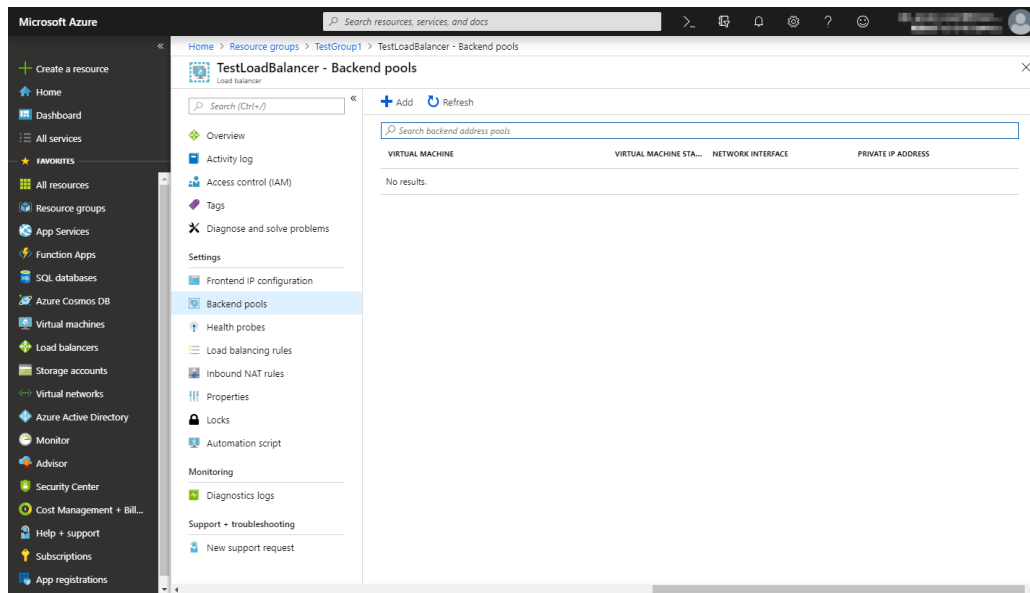 Microsoft Azure
Search resources, services, and docs
Home > Resource groups > TestGroup1 > TestLoadBalancer - Backend pools
TestLoadBalancer - Backend pools
Load balancer
Create a resource
Home
Dashboard
All services
FAVORITES
All resources
Resource groups
App Services
Function Apps
SQL databases
Azure Cosmos DB
Virtual machines
Load balancers
Storage accounts
Virtual networks
Azure Active Directory
Monitor
Advisor
Security Center
Cost Management + Bill...
Help + support
Subscriptions
App registrations
Search (Ctrl+/)
Overview
Activity log
Access control (IAM)
Tags
Diagnose and solve problems
Settings
Frontend IP configuration
Backend pools
Health probes
Load balancing rules
Inbound NAT rules
Properties
Locks
Automation script
Monitoring
Diagnostics logs
Support + troubleshooting
New support request
Add Refresh
Search backend address pools
VIRTUAL MACHINE VIRTUAL MACHINE STA... NETWORK INTERFACE PRIVATE IP ADDRESS
No results.